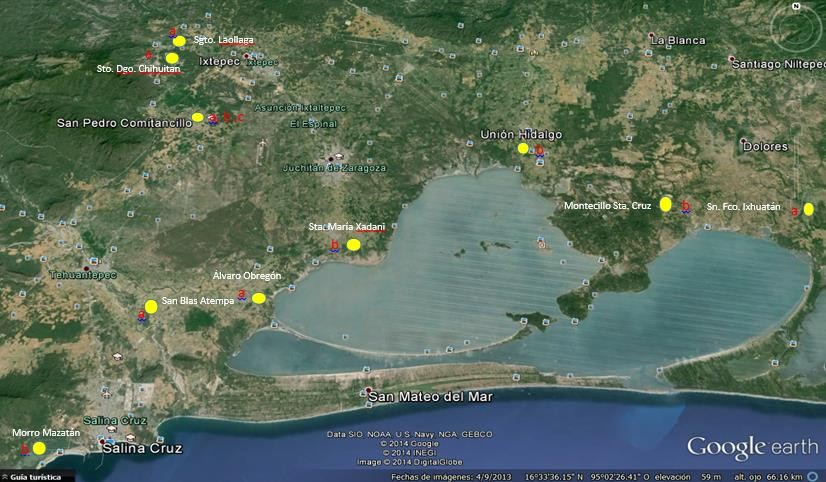 N
a
Sgto. Laollaga
La Blanca
a
Sto. Dgo. Chihuitan
Ixtepec
Ixtepec
Santiago Niltepec
Asunción Ixtaltepec
San Pedro Comitancillo
El Espinal
Unión Hidalgo
b
Dolores
Juchitán de Zaragoza
Montecillo Sta. Cruz
b
Sn. Fco. Ixhuatán
a
Sta. María Xadani
b
Tehuantepec
Álvaro Obregón
a
San Blas Atempa
a
San Mateo del Mar
Salina Cruz
Morro Mazatán
b
Salina Cruz
Data SIO, NOAA, U.S. Navy, NGA, GEBCO
© 2014 Google
© 2014 INEGI
Image © 2014 DigitalGlobe
Google earth
Guía turística
Fechas de imágenes: 4/9/2013 16°33'36.15" N 95°02'26.41" O elevación 59 m alt. ojo 66.16 km